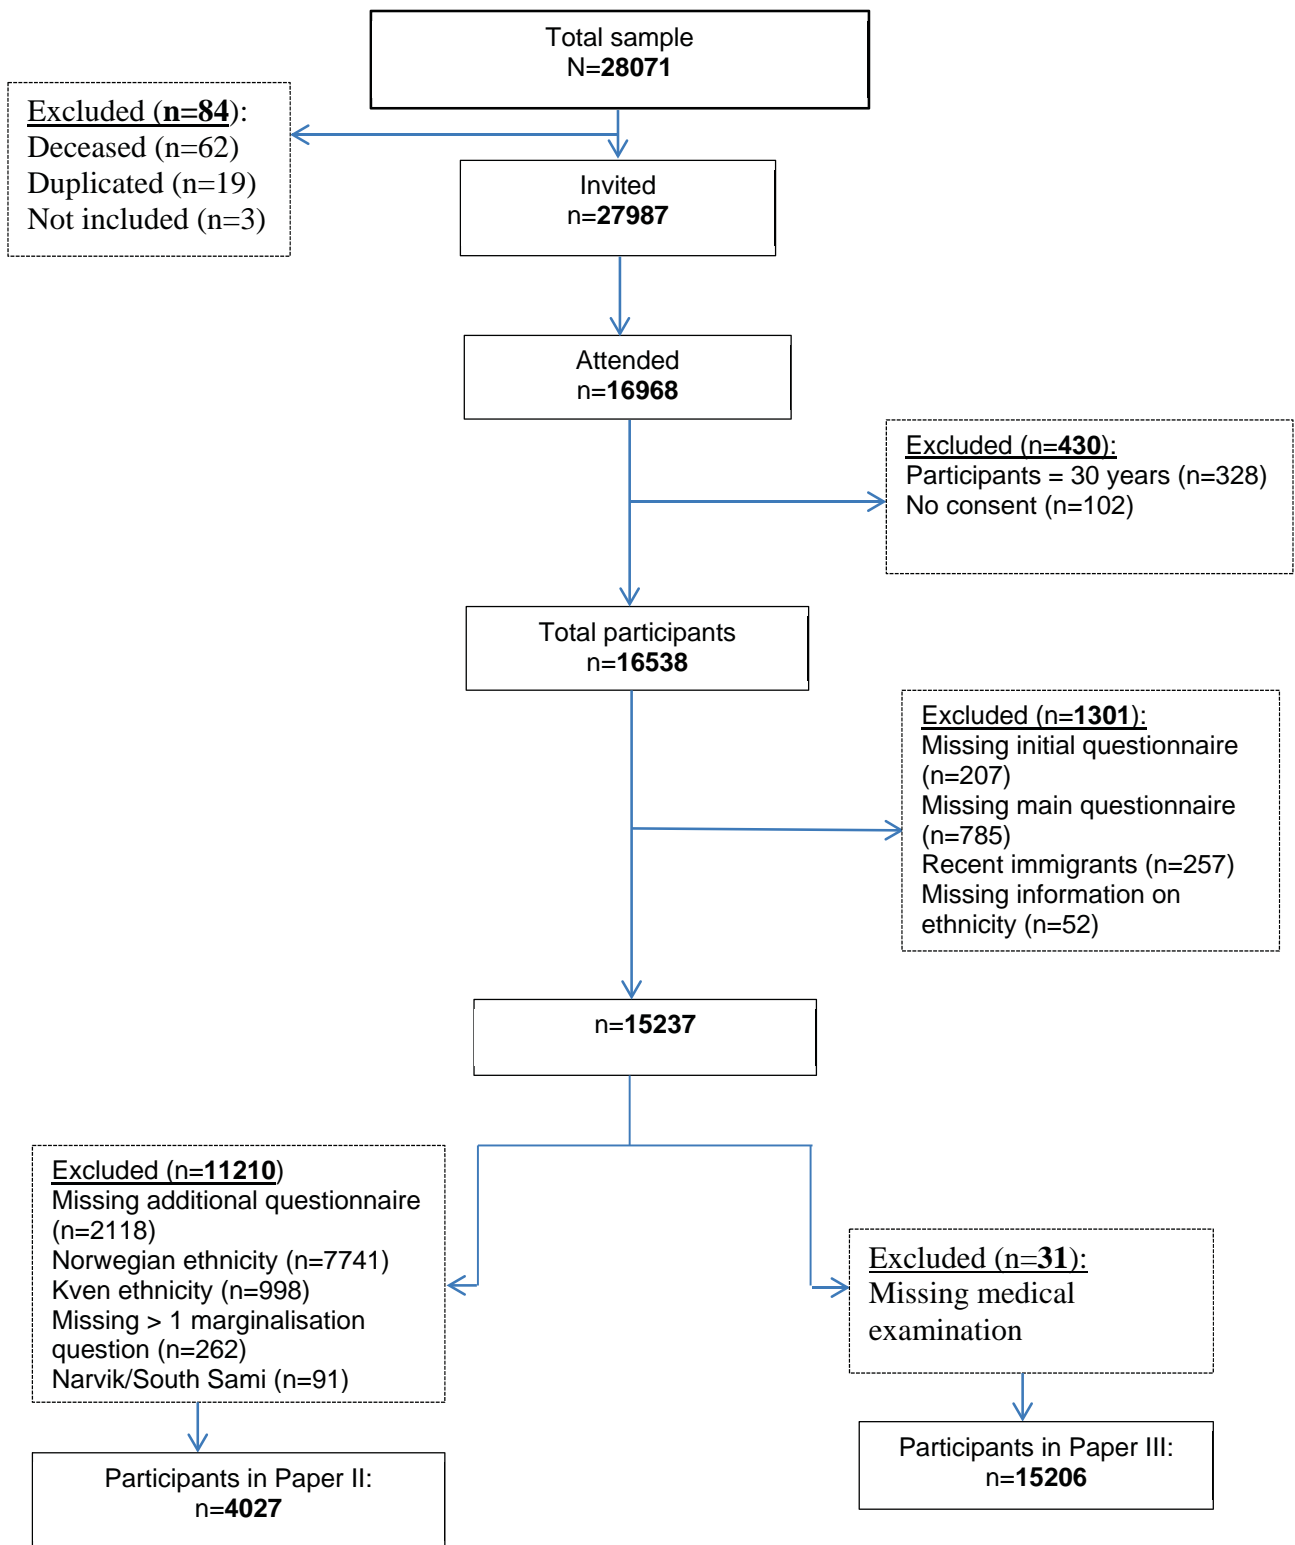 Total sample
N=28071
Excluded (n=84):
Deceased (n=62)
Duplicated (n=19)
Not included (n=3)
Invited
n=27987
Attended
n=16968
Excluded (n=430):
Participants = 30 years (n=328)
No consent (n=102)
Total participants
n=16538
Excluded (n=1301):
Missing initial questionnaire
(n=207)
Missing main questionnaire
(n=785)
Recent immigrants (n=257)
Missing information on
ethnicity (n=52)
n=15237
Excluded (n=11210)
Missing additional questionnaire
(n=2118)
Norwegian ethnicity (n=7741)
Kven ethnicity (n=998)
Missing > 1 marginalisation
question (n=262)
Narvik/South Sami (n=91)
Excluded (n=31):
Missing medical
examination
Participants in Paper II:
n=4027
Participants in Paper III:
n=15206